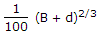 1/100 (B + d)^2/3